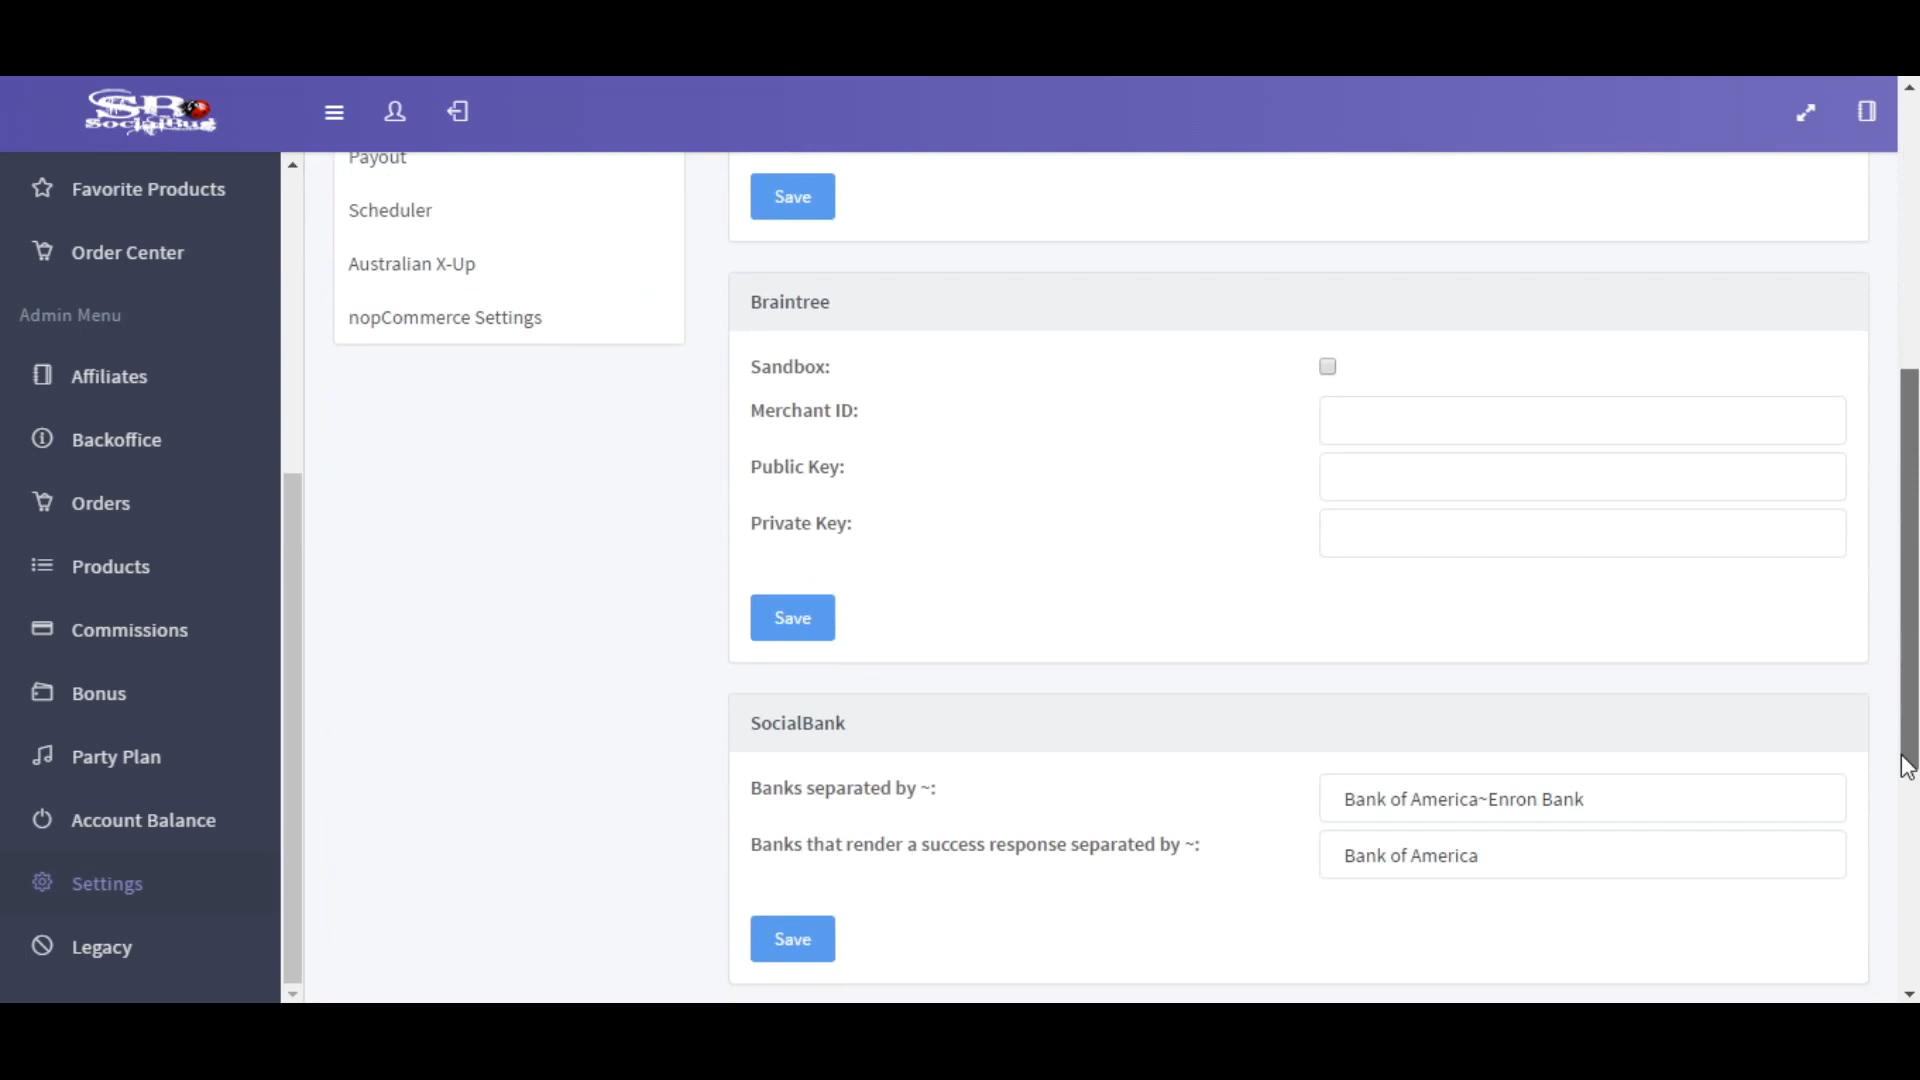 SB
SocialBug
Favorite Products
Order Center
Admin Menu
Affiliates
Backoffice
Orders
Products
Commissions
Bonus
Party Plan
Account Balance
Settings
Legacy
Payout
Scheduler
Australian X-Up
nopCommerce Settings
Save
Braintree
Sandbox:
Merchant ID:
Public Key:
Private Key:
Save
SocialBank
Banks separated by ~: Bank of America~Enron Bank
Banks that render a success response separated by ~: Bank of America
Save